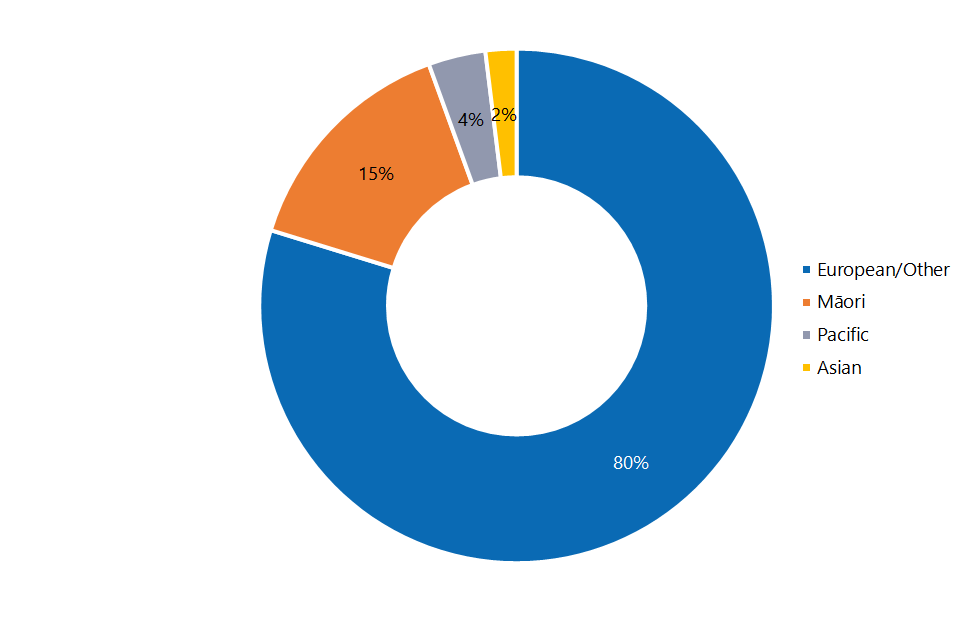 4%
2%
15%
European/Other
Māori
Pacific
Asian
80%